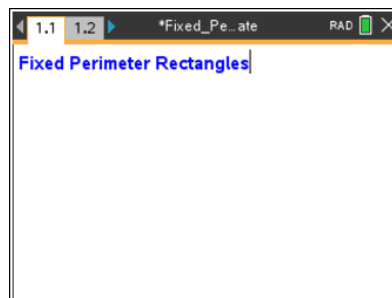 1.1 1.2 *Fixed_Pe...ate RAD
Fixed Perimeter Rectangles